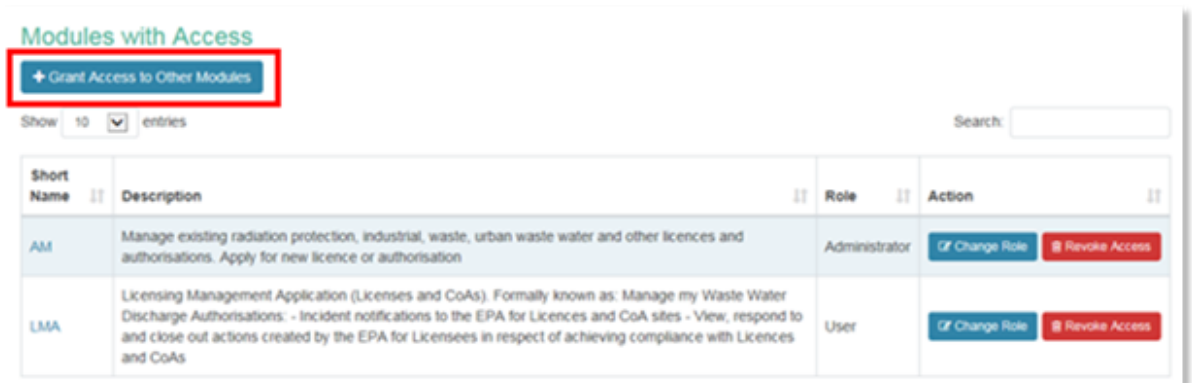 Modules with Access
+ Grant Access to Other Modules
Show 10 entries
Search:
Short
Name
Description
Role
Action
AM
Manage existing radiation protection, industrial, waste, urban waste water and other licences and
authorisations. Apply for new licence or authorisation
Administrator
Change Role
Revoke Access
LMA
Licensing Management Application (Licenses and CoAs). Formally known as: Manage my Waste Water
Discharge Authorisations: - Incident notifications to the EPA for Licences and CoA sites - View, respond to
and close out actions created by the EPA for Licensees in respect of achieving compliance with Licences
and CoAs
User
Change Role
Revoke Access